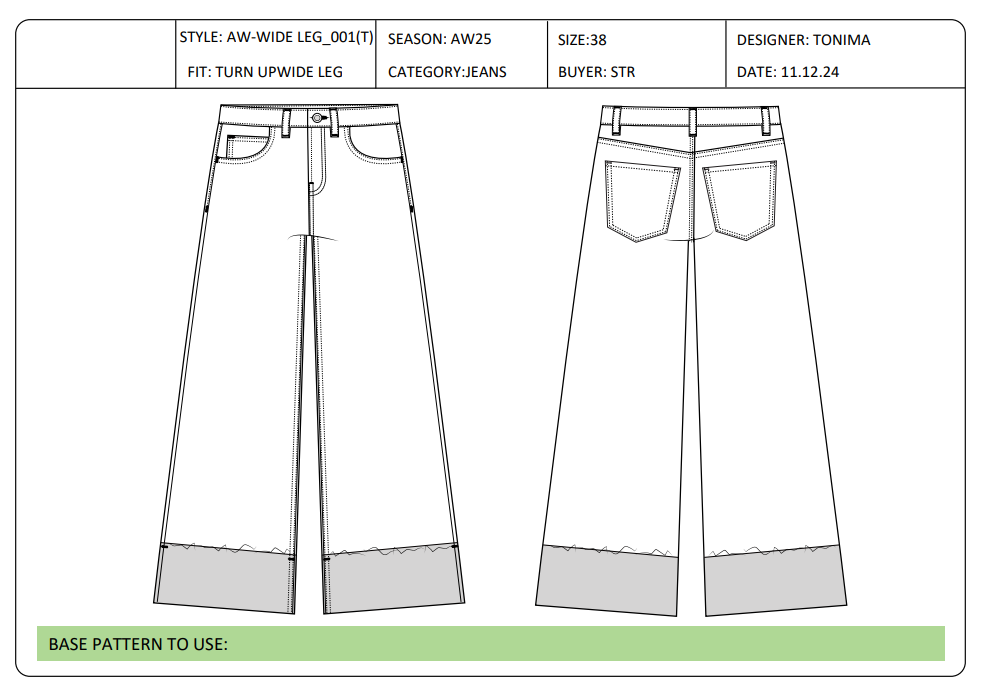 STYLE: AW-WIDE LEG_001(T)
FIT: TURN UPWIDE LEG
SEASON: AW25
CATEGORY:JEANS
SIZE:38
BUYER: STR
DESIGNER: TONIMA
DATE: 11.12.24
BASE PATTERN TO USE: